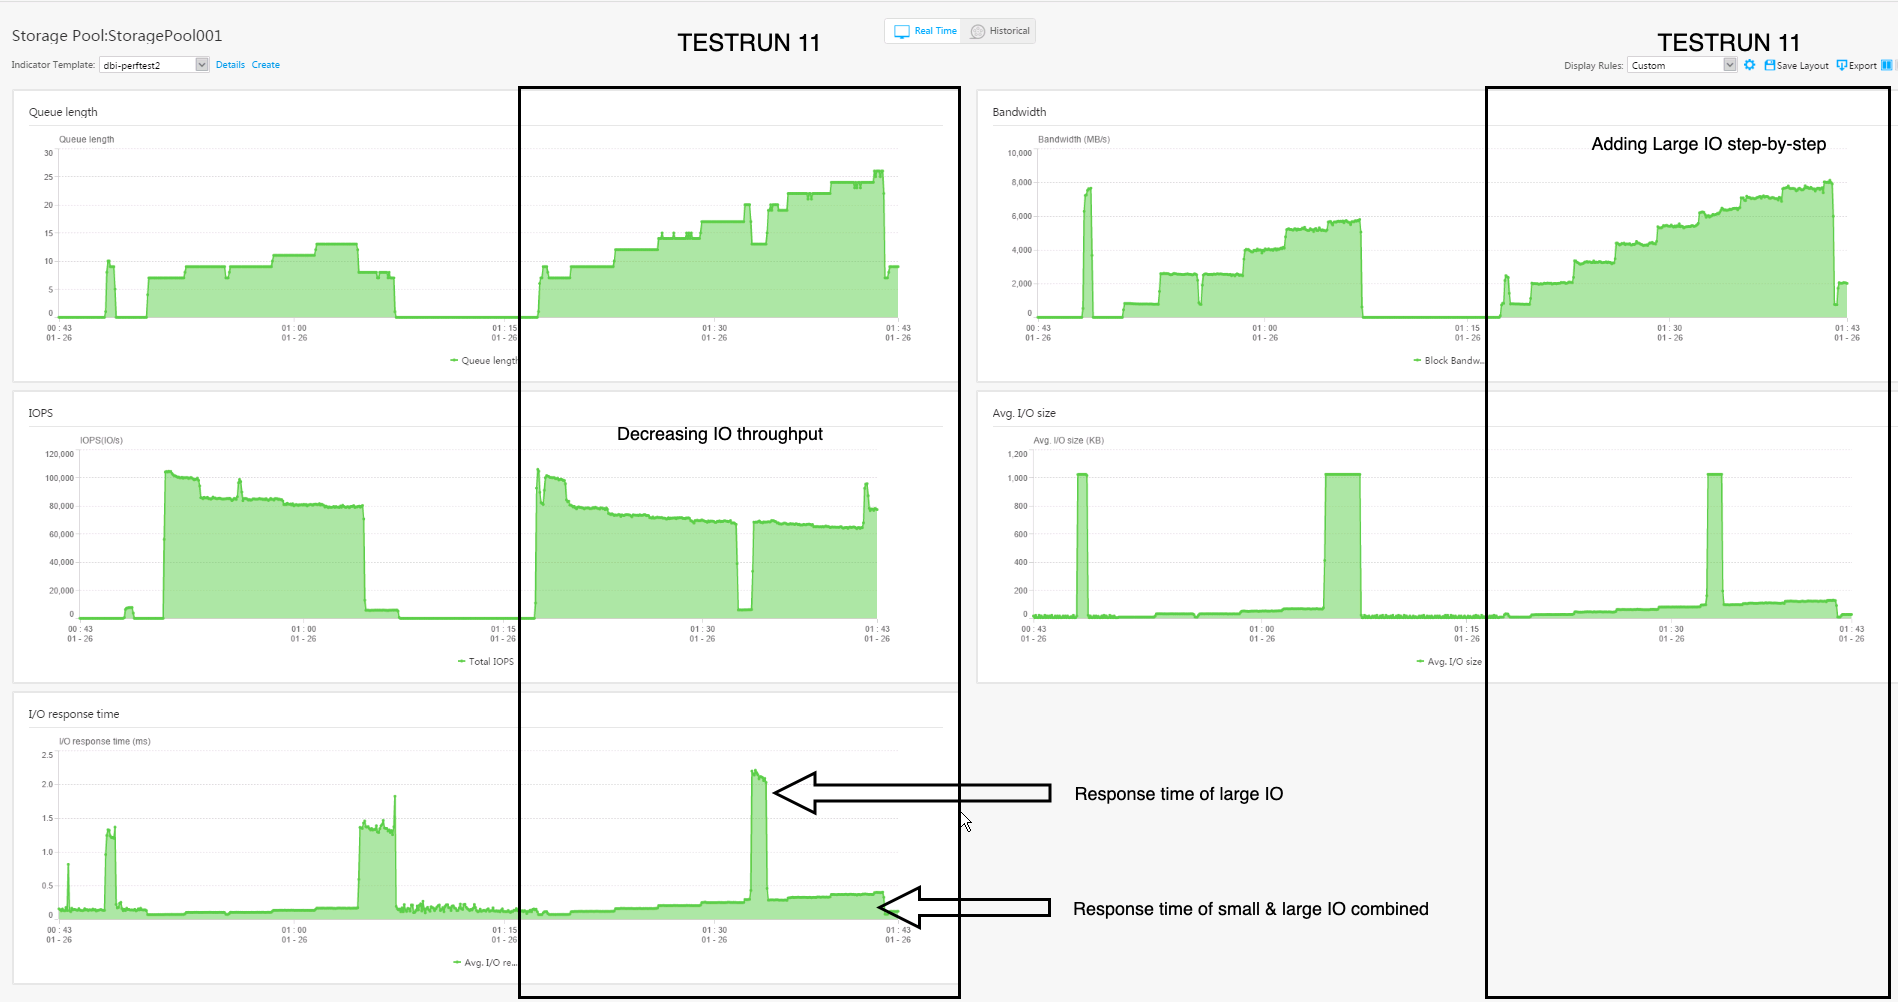 TESTRUN 11
TESTRUN 11
Real Time
Historical
Storage Pool:StoragePool001
Indicator Template:
dbi-perftest2
Details
Create
Display Rules:
Custom
Save Layout
Export
Queue length
Queue length
30
25
20
15
10
5
0
00 : 43
01 - 26
01 : 00
01 - 26
01 : 15
01 - 26
01 : 30
01 - 26
01 : 43
01 - 26
Queue length
Bandwidth
Adding Large IO step-by-step
Bandwidth (MB/s)
10,000
8,000
6,000
4,000
2,000
0
00 : 43
01 - 26
01 : 00
01 - 26
01 : 15
01 - 26
01 : 30
01 - 26
01 : 43
01 - 26
Block Bandw...
IOPS
Decreasing IO throughput
IOPS(IO/s)
120,000
100,000
80,000
60,000
40,000
20,000
0
00 : 43
01 - 26
01 : 00
01 - 26
01 : 15
01 - 26
01 : 30
01 - 26
01 : 43
01 - 26
Total IOPS
Avg. I/O size
Avg. I/O size (KB)
1,200
1,000
800
600
400
200
0
00 : 43
01 - 26
01 : 00
01 - 26
01 : 15
01 - 26
01 : 30
01 - 26
01 : 43
01 - 26
Avg. I/O size
I/O response time
I/O response time (ms)
2.5
2.0
1.5
1.0
0.5
0
00 : 43
01 - 26
01 : 00
01 - 26
01 : 15
01 - 26
01 : 30
01 - 26
01 : 43
01 - 26
Avg. I/O re...
Response time of large IO
Response time of small & large IO combined